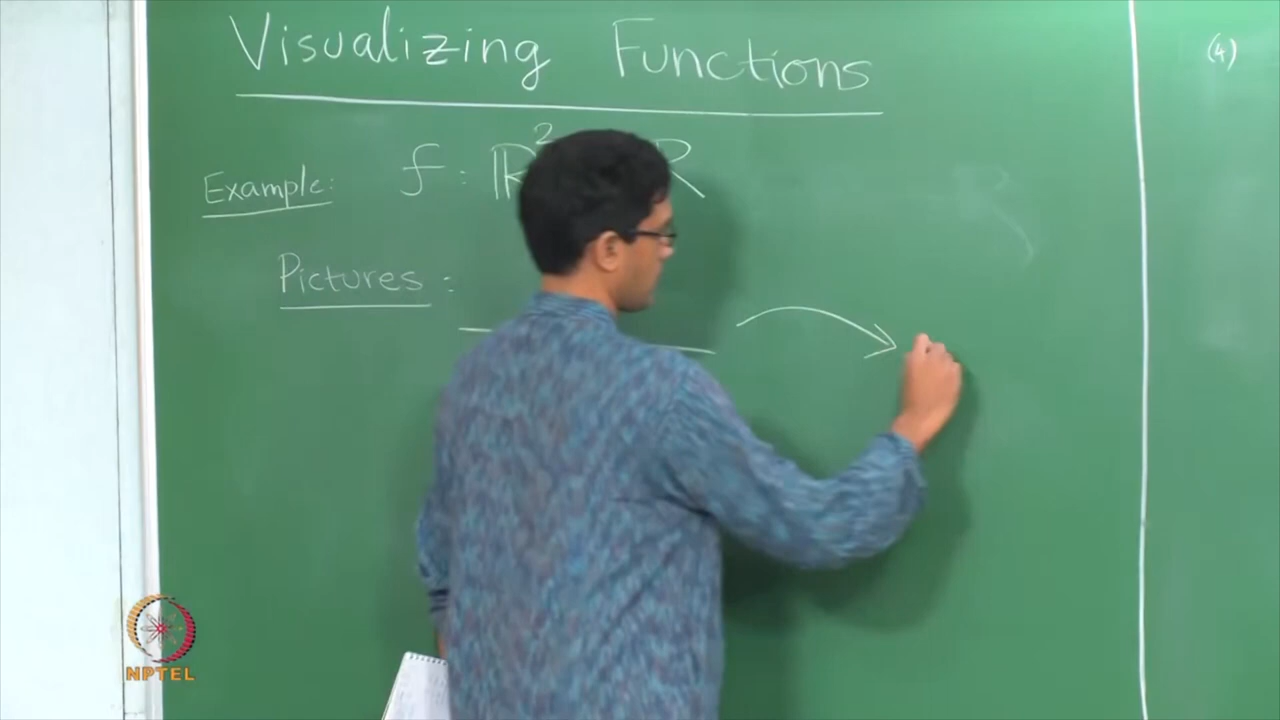 Visualizing Functions
(4)
Example: f : ℝ² ℝ
Pictures :
NPTEL